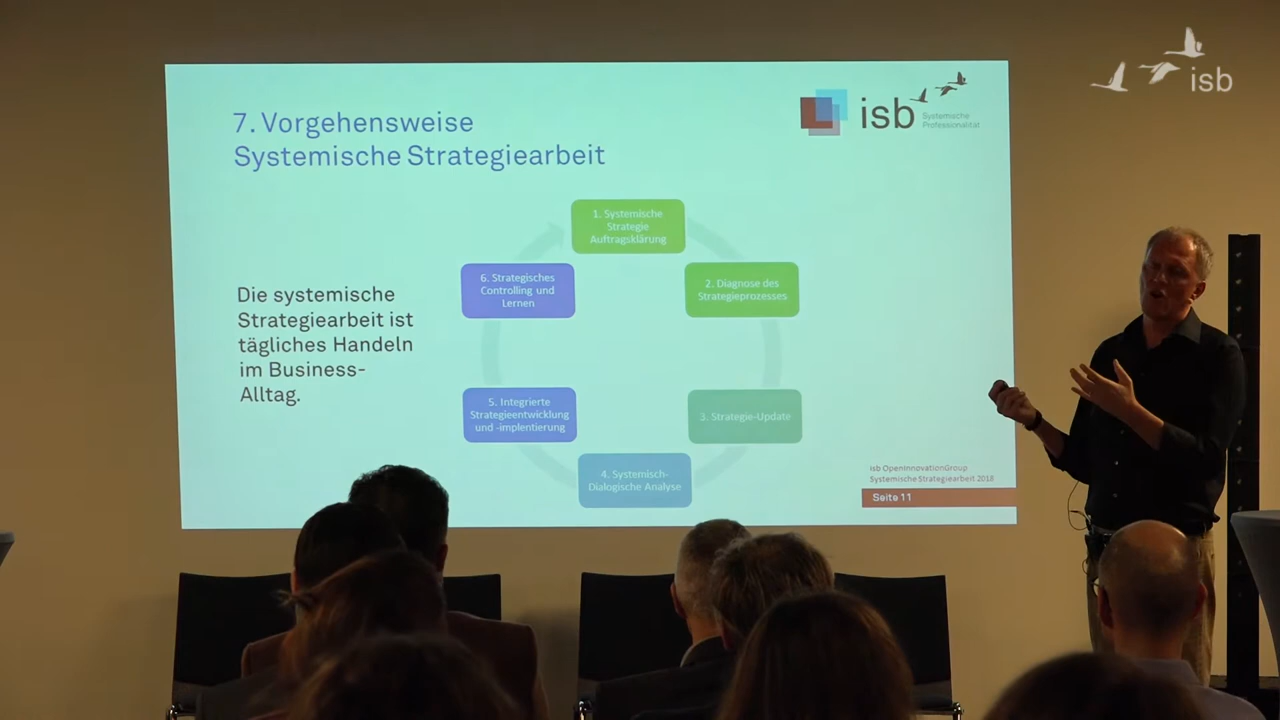 7. Vorgehensweise
Systemische Strategiearbeit
isb
Systemische
Professionalität
isb
1. Systemische
Strategie
Auftragsklärung
2. Diagnose des
Strategieprozesses
3. Strategie-Update
4. Systemisch-
Dialogische Analyse
5. Integrierte
Strategieentwicklung
und -implentierung
6. Strategisches
Controlling und
Lernen
Die systemische
Strategiearbeit ist
tägliches Handeln
im Business-
Alltag.
isb OpenInnovationGroup
Systemische Strategiearbeit 2018
Seite 11